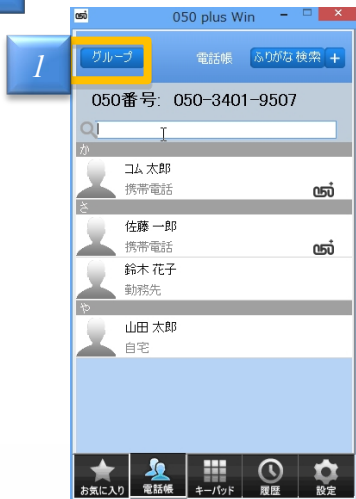 050 050 plus Win
1
グループ 電話帳 ふりがな検索 +
050番号: 050-3401-9507
か
コム 太郎
携帯電話 050
さ
佐藤 一郎
携帯電話 050
鈴木 花子
勤務先
や
山田 太郎
自宅
お気に入り 電話帳 キーパッド 履歴 設定